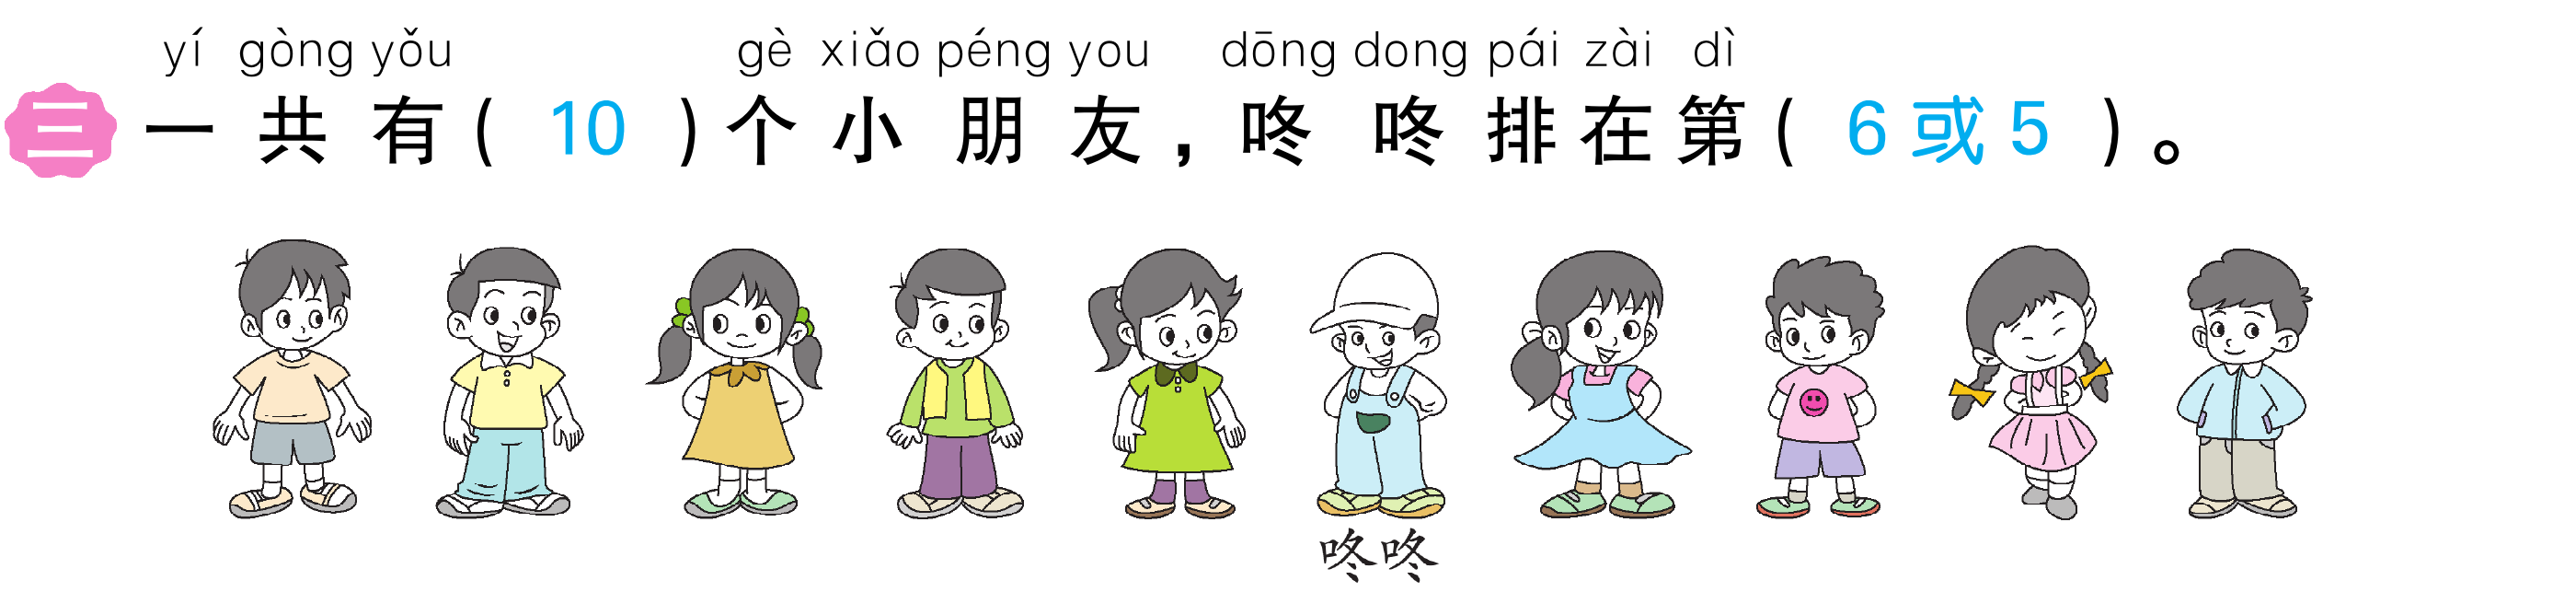 yí gòng yǒu gè xiǎo péng you dōng dong pái zài dì
三 一共有( 10 )个小朋友,咚咚排在第( 6或5 )。
咚咚